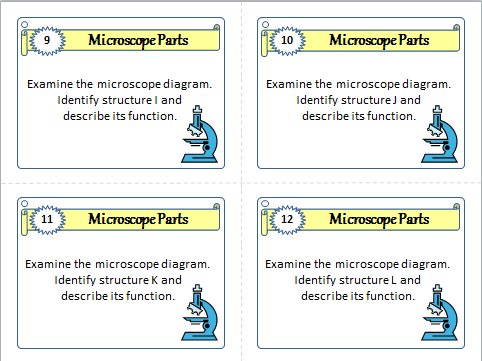 9
Microscope Parts
Examine the microscope diagram.
Identify structure I and
describe its function.
10
Microscope Parts
Examine the microscope diagram.
Identify structure J and
describe its function.
11
Microscope Parts
Examine the microscope diagram.
Identify structure K and
describe its function.
12
Microscope Parts
Examine the microscope diagram.
Identify structure L and
describe its function.